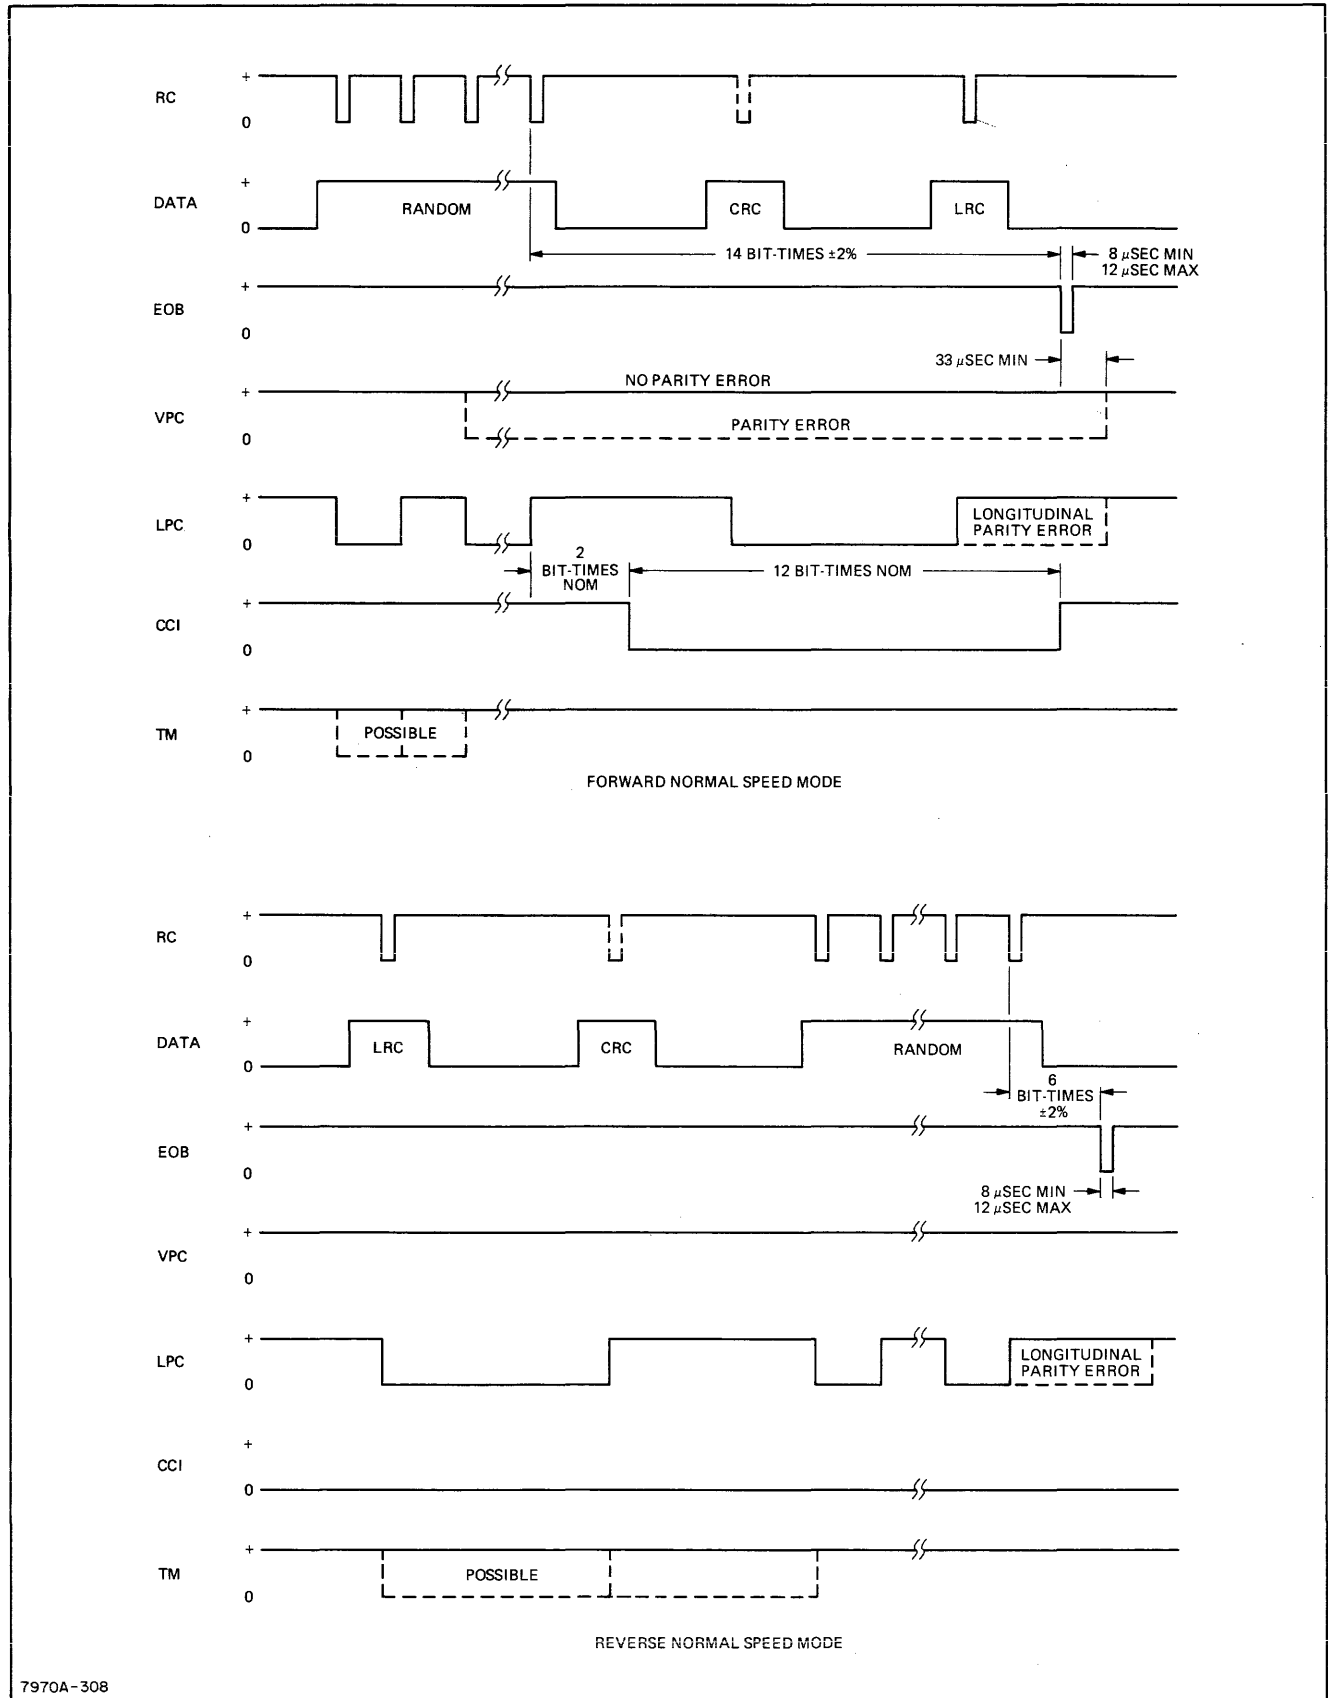 +
RC
0
+
DATA
RANDOM
CRC
LRC
0
14 BIT-TIMES ±2%
8 μSEC MIN
12 μSEC MAX
+
EOB
0
33 μSEC MIN
NO PARITY ERROR
+
VPC
PARITY ERROR
0
+
LPC
LONGITUDINAL
PARITY ERROR
0
2
BIT-TIMES
NOM
12 BIT-TIMES NOM
+
CCI
0
+
TM
POSSIBLE
0
FORWARD NORMAL SPEED MODE
+
RC
0
+
DATA
LRC
CRC
RANDOM
0
6
BIT-TIMES
±2%
+
EOB
0
8 μSEC MIN
12 μSEC MAX
+
VPC
0
+
LPC
LONGITUDINAL
PARITY ERROR
0
+
CCI
0
+
TM
POSSIBLE
0
REVERSE NORMAL SPEED MODE
7970A-308